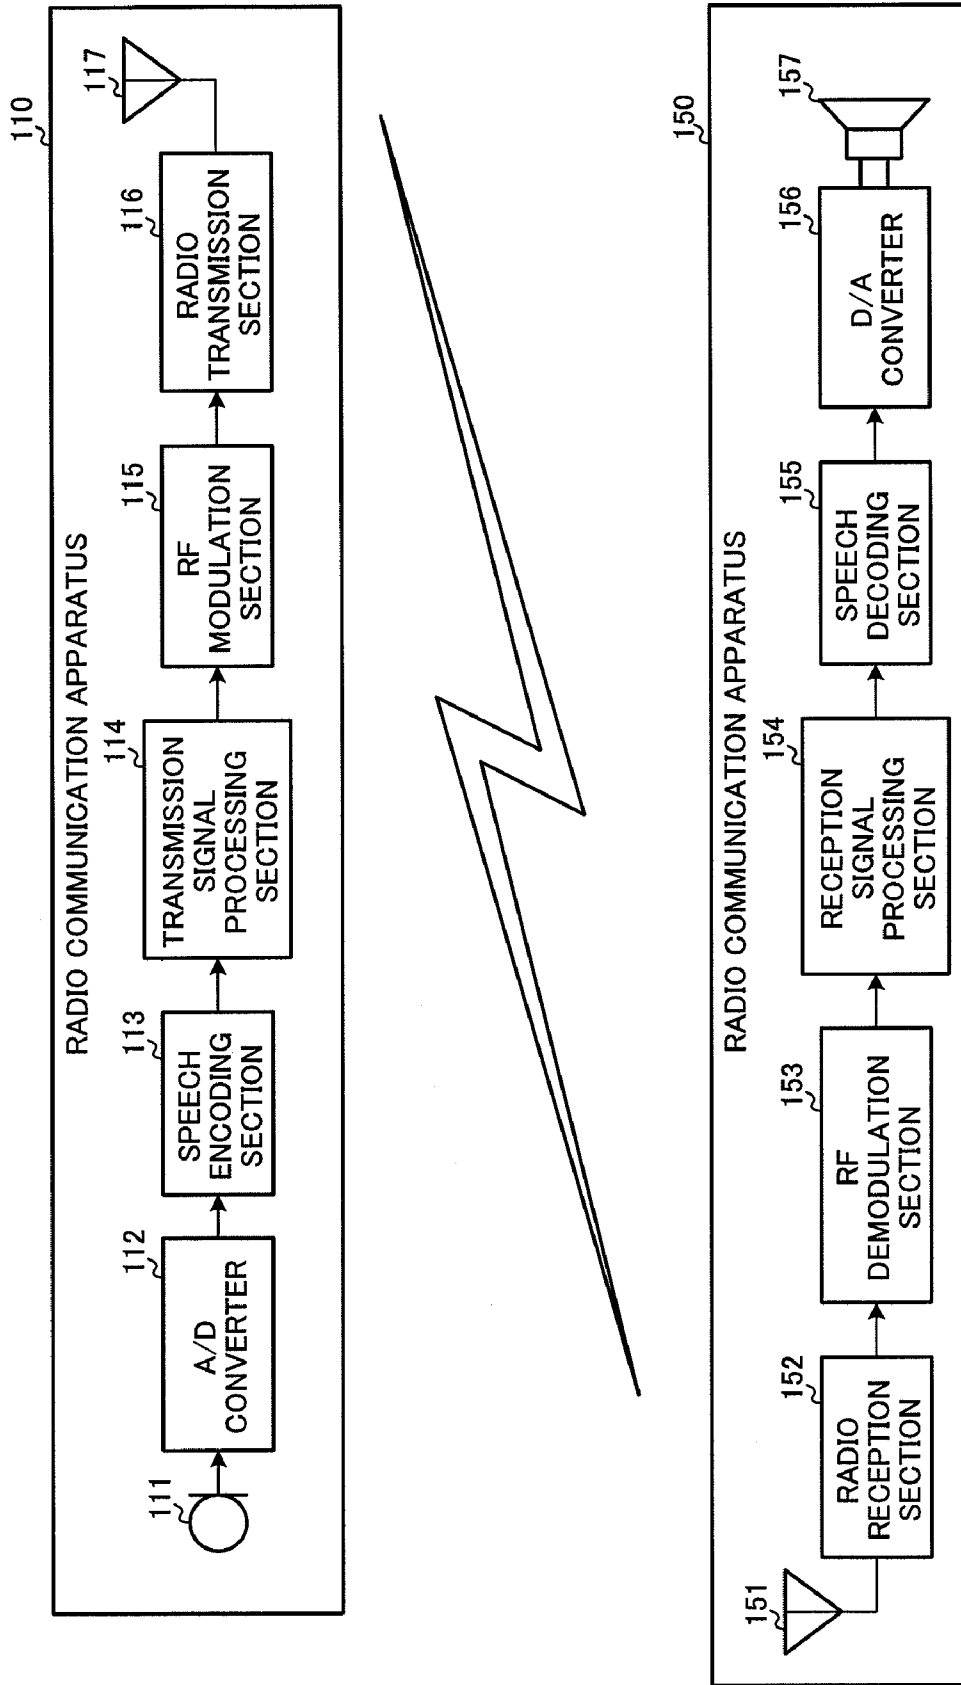 110
RADIO COMMUNICATION APPARATUS
111
112
A/D
CONVERTER
113
SPEECH
ENCODING
SECTION
114
TRANSMISSION
SIGNAL
PROCESSING
SECTION
115
RF
MODULATION
SECTION
116
RADIO
TRANSMISSION
SECTION
117
150
RADIO COMMUNICATION APPARATUS
151
152
RADIO
RECEPTION
SECTION
153
RF
DEMODULATION
SECTION
154
RECEPTION
SIGNAL
PROCESSING
SECTION
155
SPEECH
DECODING
SECTION
156
D/A
CONVERTER
157